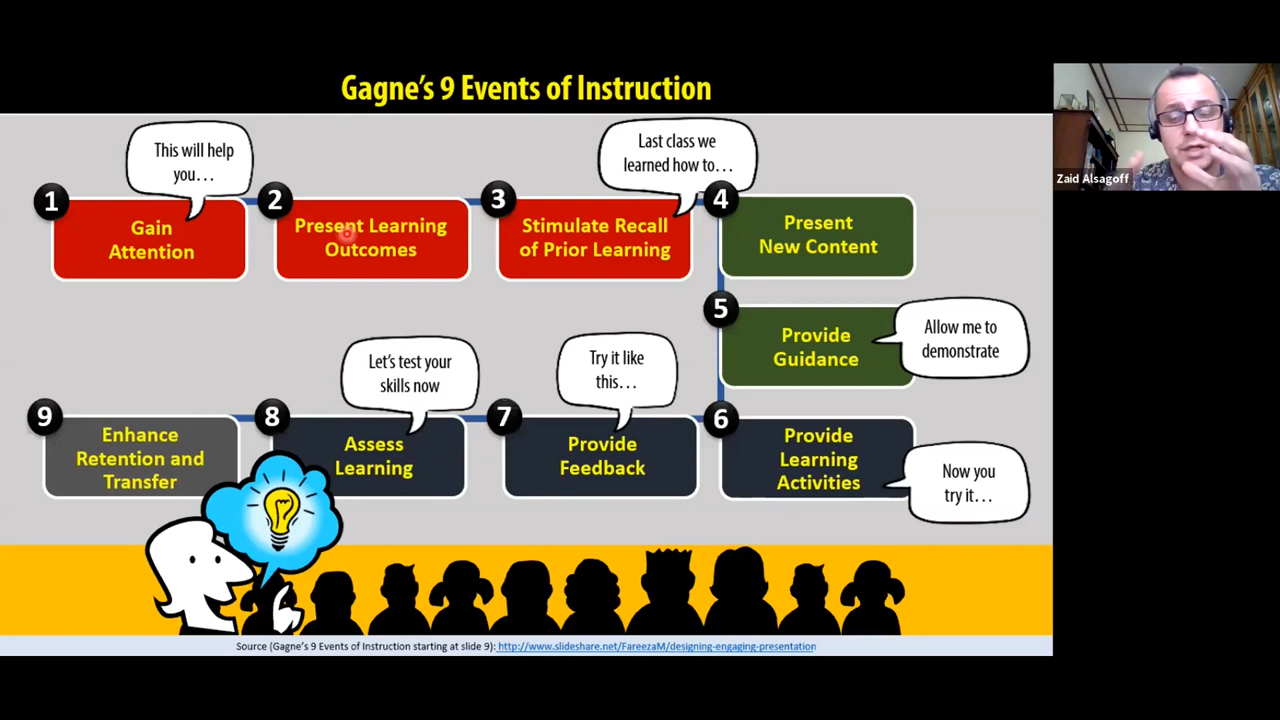 Gagne's 9 Events of Instruction
This will help
you…
Last class we
learned how to…
1
Gain
Attention
2
Present Learning
Outcomes
3
Stimulate Recall
of Prior Learning
4
Present
New Content
5
Provide
Guidance
Allow me to
demonstrate
Let's test your
skills now
Try it like
this…
9
Enhance
Retention and
Transfer
8
Assess
Learning
7
Provide
Feedback
6
Provide
Learning
Activities
Now you
try it…
Source (Gagne's 9 Events of Instruction starting at slide 9): http://www.slideshare.net/FareezaM/designing-engaging-presentation
Zaid Alsagoff